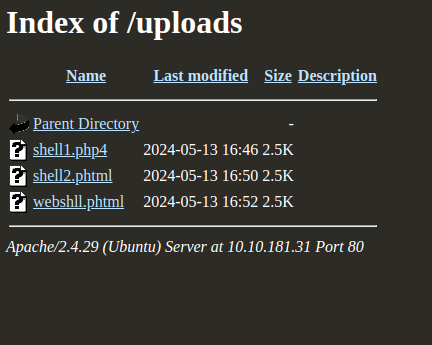 Index of /uploads
Name Last modified Size Description
Parent Directory -
shell1.php4 2024-05-13 16:46 2.5K
shell2.phtml 2024-05-13 16:50 2.5K
webshll.phtml 2024-05-13 16:52 2.5K
Apache/2.4.29 (Ubuntu) Server at 10.10.181.31 Port 80